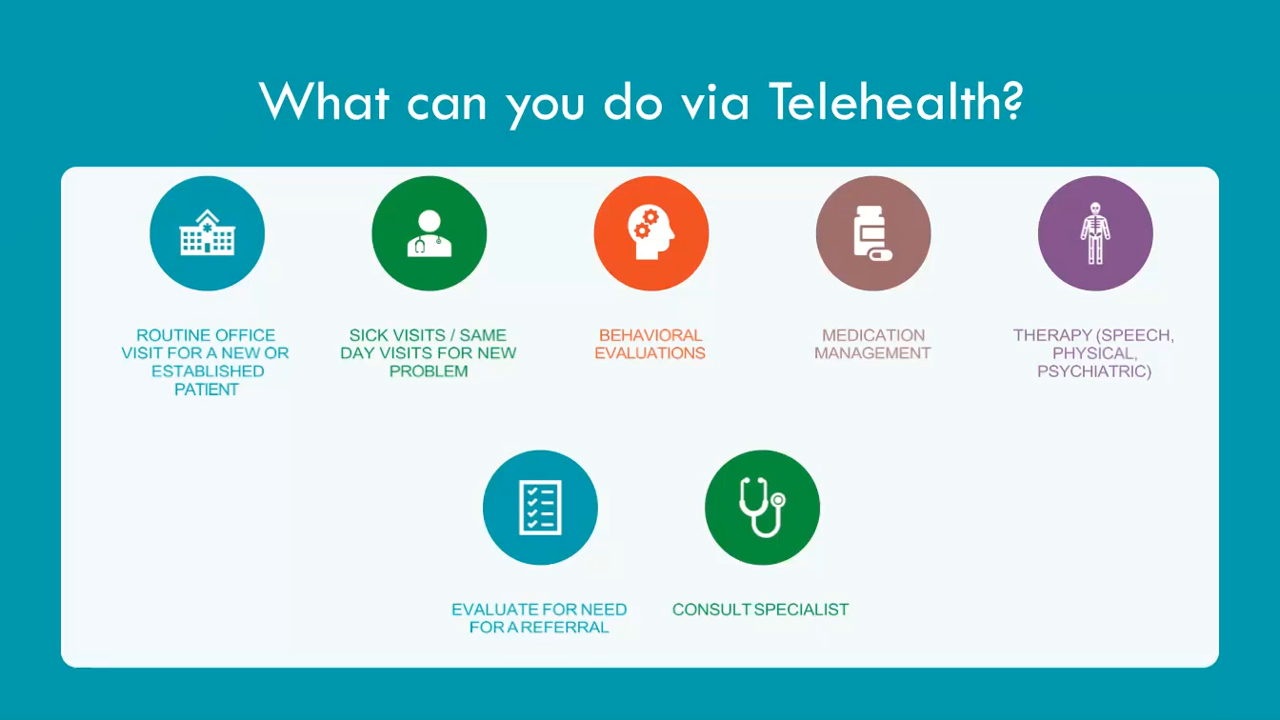 What can you do via Telehealth?
ROUTINE OFFICE
VISIT FOR A NEW OR
ESTABLISHED
PATIENT
SICK VISITS / SAME
DAY VISITS FOR NEW
PROBLEM
BEHAVIORAL
EVALUATIONS
MEDICATION
MANAGEMENT
THERAPY (SPEECH,
PHYSICAL,
PSYCHIATRIC)
EVALUATE FOR NEED
FOR A REFERRAL
CONSULT SPECIALIST